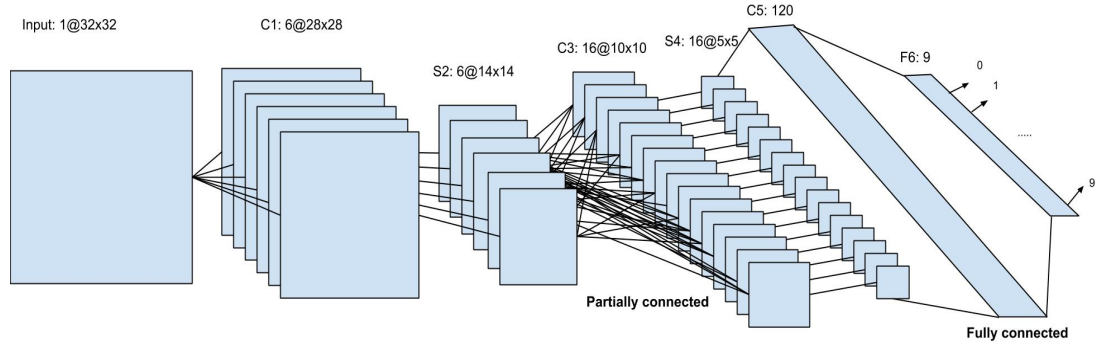 Input: 1@32x32
C1: 6@28x28
S2: 6@14x14
C3: 16@10x10
S4: 16@5x5
C5: 120
F6: 9
0
1
.....
9
Partially connected
Fully connected